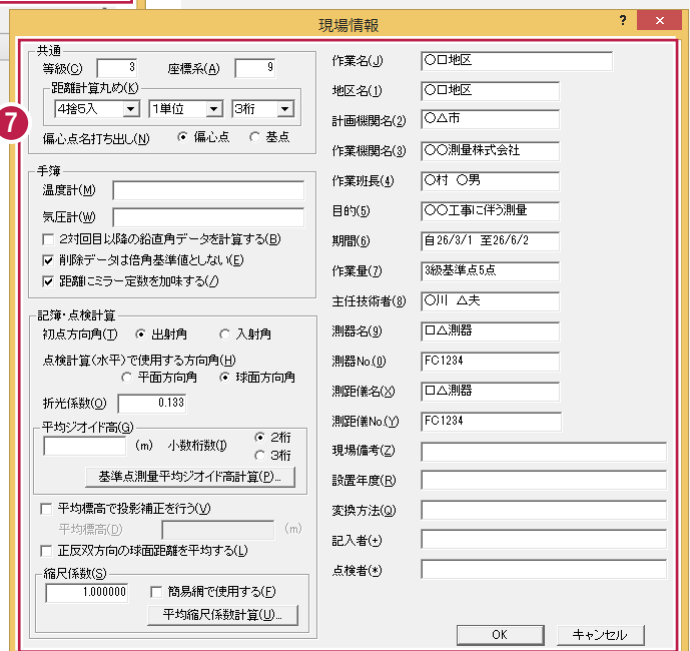 現場情報
? ×
7
共通
等級(C) 3 座標系(A) 9
距離計算丸め(K)
4捨5入 1単位 3桁
偏心点名打ち出し(N) 偏心点 基点
手簿
温度計(M)
気圧計(W)
2対回目以降の鉛直角データを計算する(B)
削除データは倍角基準値としない(E)
距離にミラー定数を加味する(/)
記簿・点検計算
初点方向角(T) 出射角 入射角
点検計算(水平)で使用する方向角(H)
平面方向角 球面方向角
折光係数(O) 0.133
平均ジオイド高(G)
(m) 小数桁数(I) 2桁
3桁
基準点測量平均ジオイド高計算(P)...
平均標高で投影補正を行う(V)
平均標高(D) (m)
正反双方向の球面距離を平均する(L)
縮尺係数(S)
1.000000 簡易網で使用する(F)
平均縮尺係数計算(U)...
作業名(J) 〇口地区
地区名(1) 〇口地区
計画機関名(2) 〇△市
作業機関名(3) 〇〇測量株式会社
作業班長(4) 〇村 〇男
目的(5) 〇〇工事に伴う測量
期間(6) 自26/3/1 至26/6/2
作業量(7) 3級基準点5点
主任技術者(8) 〇川 △夫
測器名(9) 口△測器
測器No.(0) FC1234
測距儀名(X) 口△測器
測距儀No.(Y) FC1234
現場備考(Z)
設置年度(R)
変換方法(Q)
記入者(+)
点検者(*)
OK キャンセル